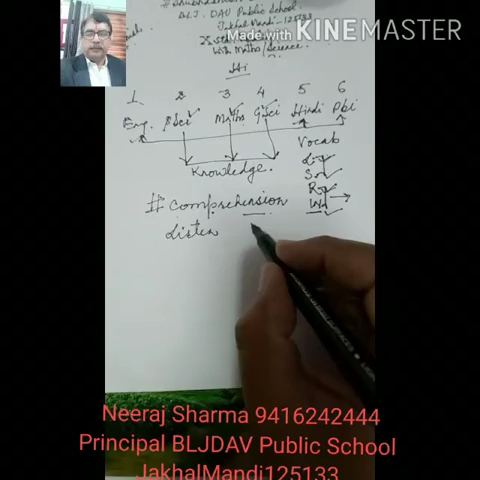 BLJ. DAV Public School.
Jakhal Mandi - 125133
Made with KINEMASTER
With Maths/Science.
Hi
1. 2 3 4 5 6
Eng. S.Sci Maths G.Sci Hindi Pbi
Vocab
Knowledge.
L
S
R
W
# Comprehension
Listen
Neeraj Sharma 9416242444
Principal BLJDAV Public School
JakhalMandi125133